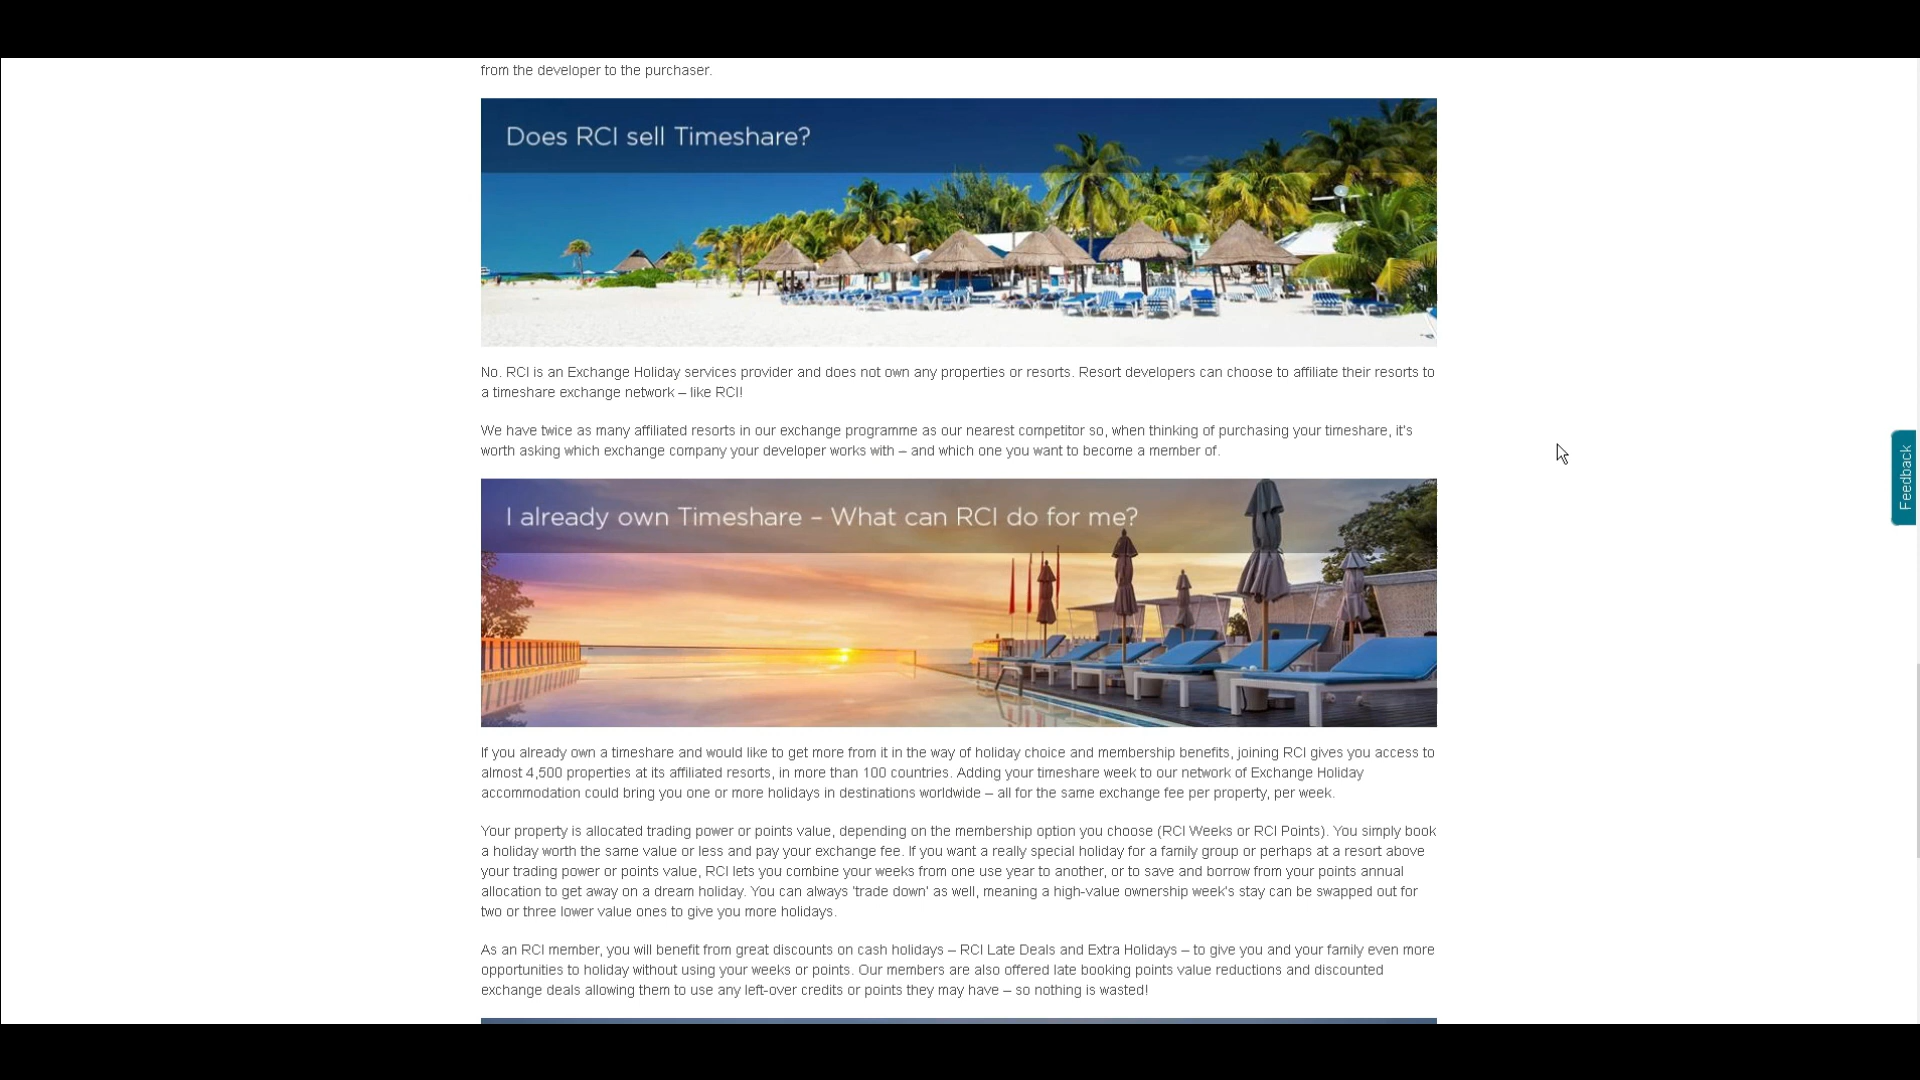 from the developer to the purchaser.
Does RCI sell Timeshare?
No. RCI is an Exchange Holiday services provider and does not own any properties or resorts. Resort developers can choose to affiliate their resorts to
a timeshare exchange network – like RCI!
We have twice as many affiliated resorts in our exchange programme as our nearest competitor so, when thinking of purchasing your timeshare, it's
worth asking which exchange company your developer works with – and which one you want to become a member of.
Feedback
I already own Timeshare – What can RCI do for me?
If you already own a timeshare and would like to get more from it in the way of holiday choice and membership benefits, joining RCI gives you access to
almost 4,500 properties at its affiliated resorts, in more than 100 countries. Adding your timeshare week to our network of Exchange Holiday
accommodation could bring you one or more holidays in destinations worldwide – all for the same exchange fee per property, per week.
Your property is allocated trading power or points value, depending on the membership option you choose (RCI Weeks or RCI Points). You simply book
a holiday worth the same value or less and pay your exchange fee. If you want a really special holiday for a family group or perhaps at a resort above
your trading power or points value, RCI lets you combine your weeks from one use year to another, or to save and borrow from your points annual
allocation to get away on a dream holiday. You can always 'trade down' as well, meaning a high-value ownership week's stay can be swapped out for
two or three lower value ones to give you more holidays.
As an RCI member, you will benefit from great discounts on cash holidays – RCI Late Deals and Extra Holidays – to give you and your family even more
opportunities to holiday without using your weeks or points. Our members are also offered late booking points value reductions and discounted
exchange deals allowing them to use any left-over credits or points they may have – so nothing is wasted!